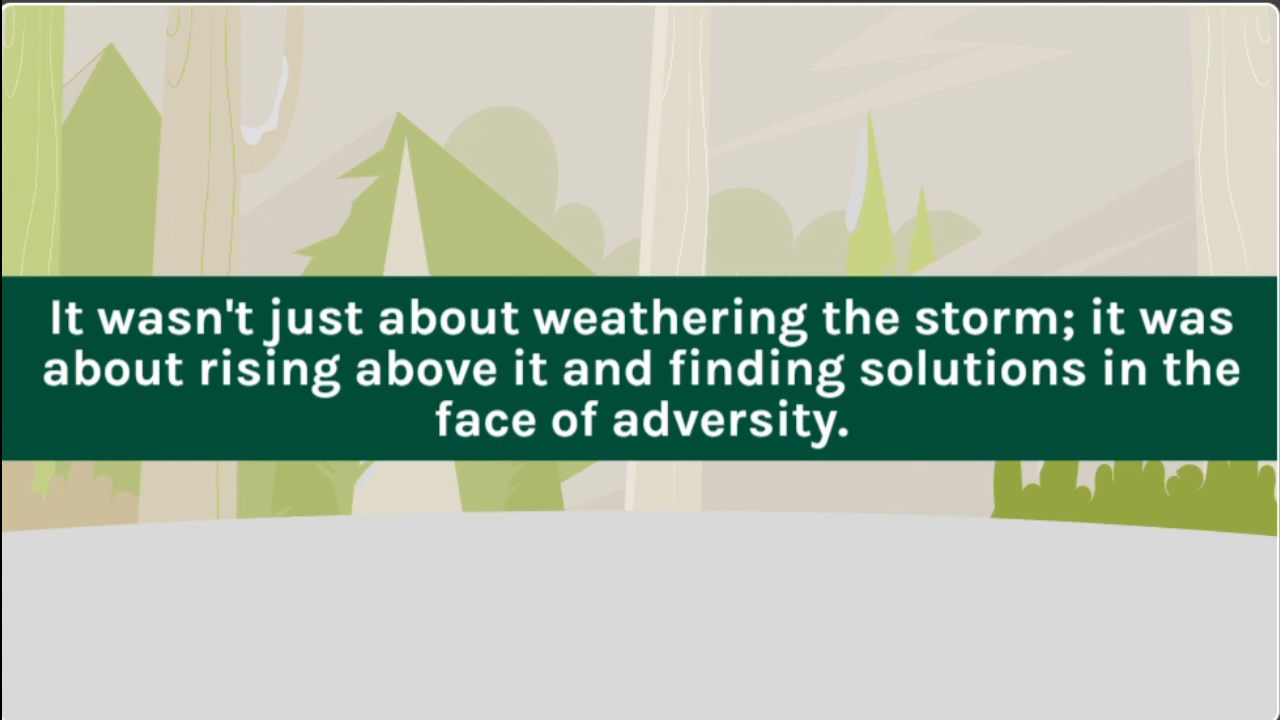 It wasn't just about weathering the storm; it was
about rising above it and finding solutions in the
face of adversity.